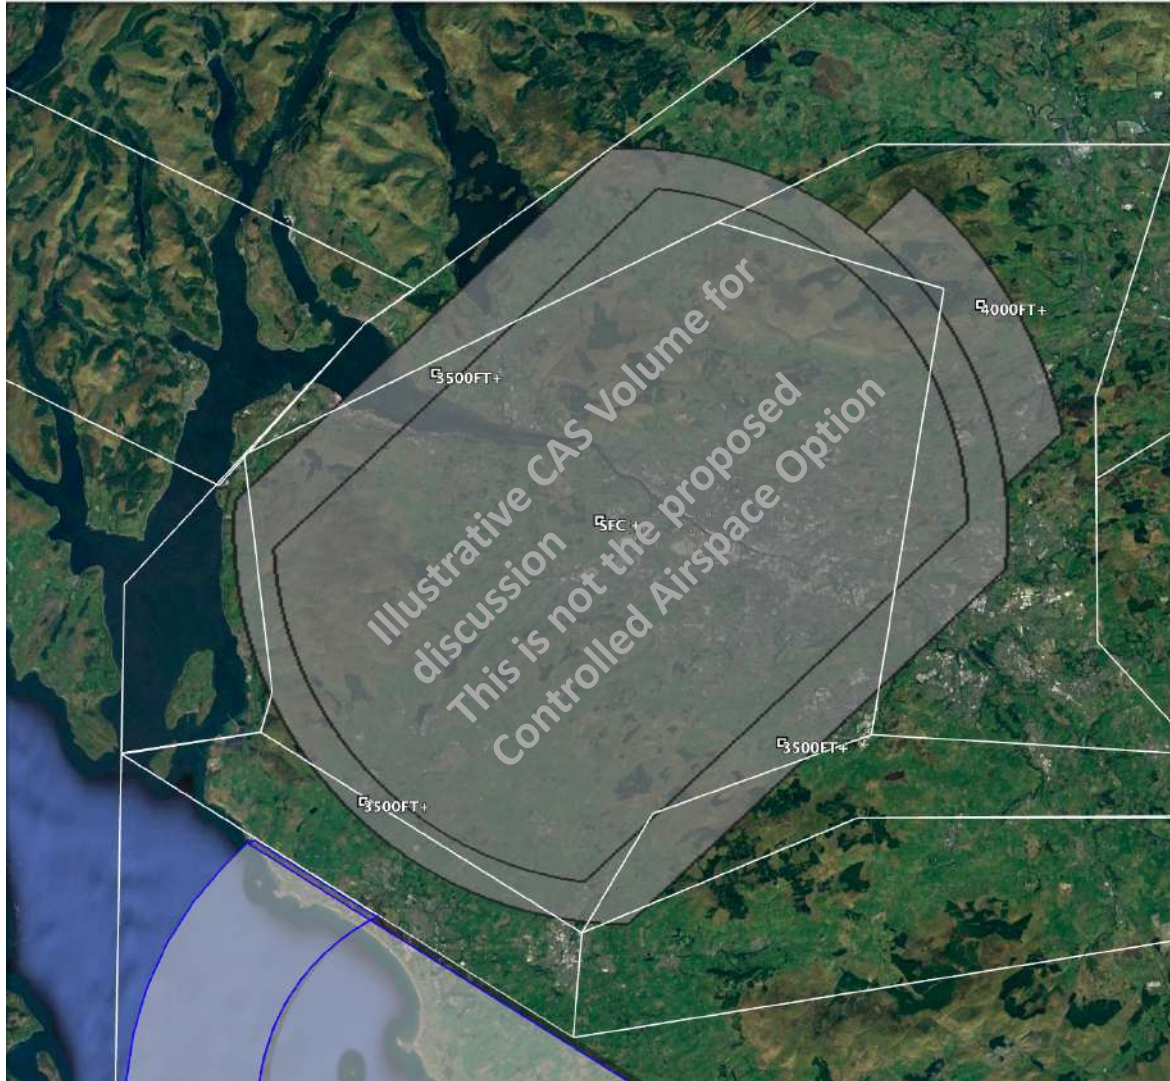 4000FT+
3500FT+
SFC +
3500FT+
3500FT+
Illustrative CAS Volume for
discussion
This is not the proposed
Controlled Airspace Option